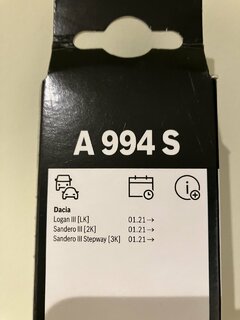 A 994 S
Dacia
Logan III [LK] 01.21→
Sandero III [2K] 01.21→
Sandero III Stepway [3K] 01.21→